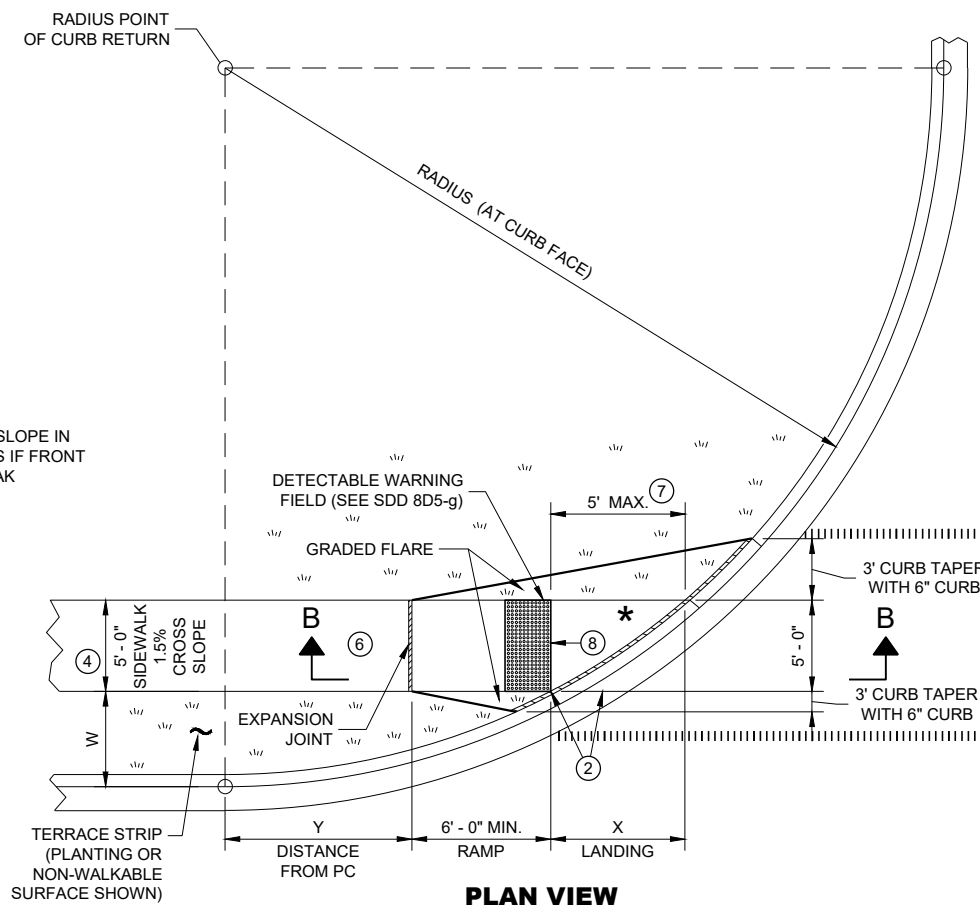 RADIUS POINT
OF CURB RETURN
RADIUS (AT CURB FACE)
SLOPE IN
S IF FRONT
AK
DETECTABLE WARNING
FIELD (SEE SDD 8D5-g)
5' MAX.
7
GRADED FLARE
3' CURB TAPER
WITH 6" CURB
4
5' - 0"
SIDEWALK
1.5%
CROSS
SLOPE
B
6
*
8
5' - 0"
B
3' CURB TAPER
WITH 6" CURB
W
EXPANSION
JOINT
2
TERRACE STRIP
(PLANTING OR
NON-WALKABLE
SURFACE SHOWN)
Y
DISTANCE
FROM PC
6' - 0" MIN.
RAMP
X
LANDING
PLAN VIEW